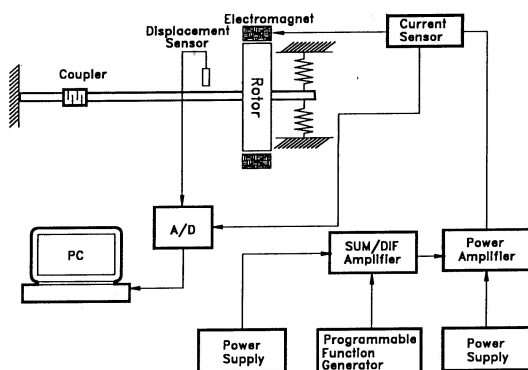 Electromagnet
Displacement
Sensor
Current
Sensor
Coupler
Rotor
A/D
PC
SUM/DIF
Amplifier
Power
Amplifier
Power
Supply
Programmable
Function
Generator
Power
Supply